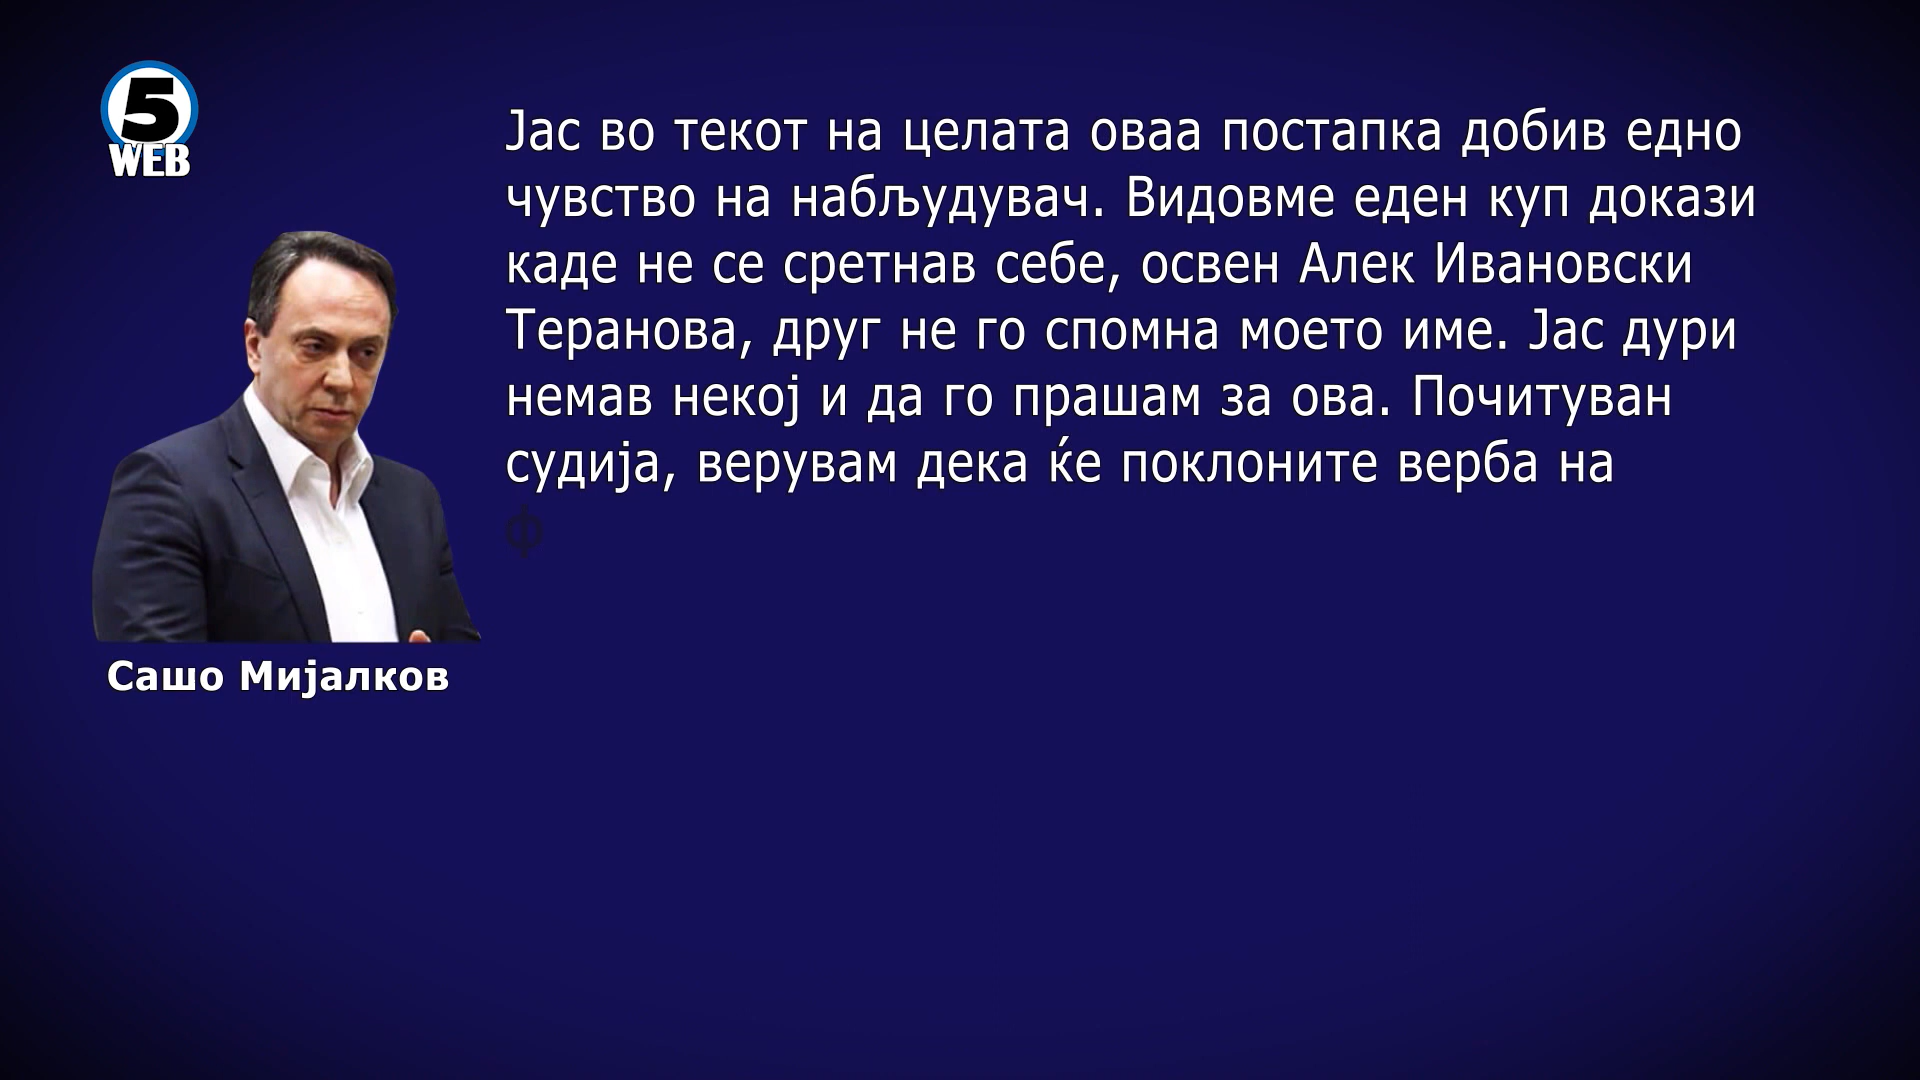 5
WEB
Јас во текот на целата оваа постапка добив едно
чувство на набљудувач. Видовме еден куп докази
каде не се сретнав себе, освен Алек Ивановски
Теранова, друг не го спомна моето име. Јас дури
немав некој и да го прашам за ова. Почитуван
судија, верувам дека ќе поклоните верба на
ф
Сашо Мијалков